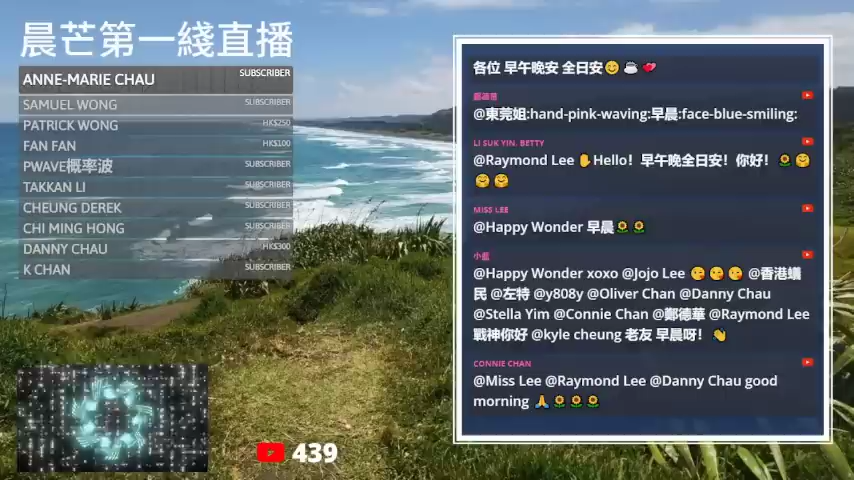 晨芒第一綫直播
ANNE-MARIE CHAU SUBSCRIBER
SAMUEL WONG SUBSCRIBER
PATRICK WONG HK$250
FAN FAN HK$100
PWAVE概率波 SUBSCRIBER
TAKKAN LI SUBSCRIBER
CHEUNG DEREK SUBSCRIBER
CHI MING HONG SUBSCRIBER
DANNY CHAU HK$300
K CHAN SUBSCRIBER
439
各位 早午晚安 全日安😊☕💕
@東莞姐:hand-pink-waving:早晨:face-blue-smiling:
LI SUK YIN. BETTY
@Raymond Lee ✋Hello! 早午晚全日安! 你好! 🌻🤗
🤗🤗
MISS LEE
@Happy Wonder 早晨🌻🌻
@Happy Wonder xoxo @Jojo Lee 😘😘😘 @香港蟻
民 @左特 @y808y @Oliver Chan @Danny Chau
@Stella Yim @Connie Chan @鄭德華 @Raymond Lee
戰神你好 @kyle cheung 老友 早晨呀! 👋
CONNIE CHAN
@Miss Lee @Raymond Lee @Danny Chau good
morning 🙏🌻🌻🌻